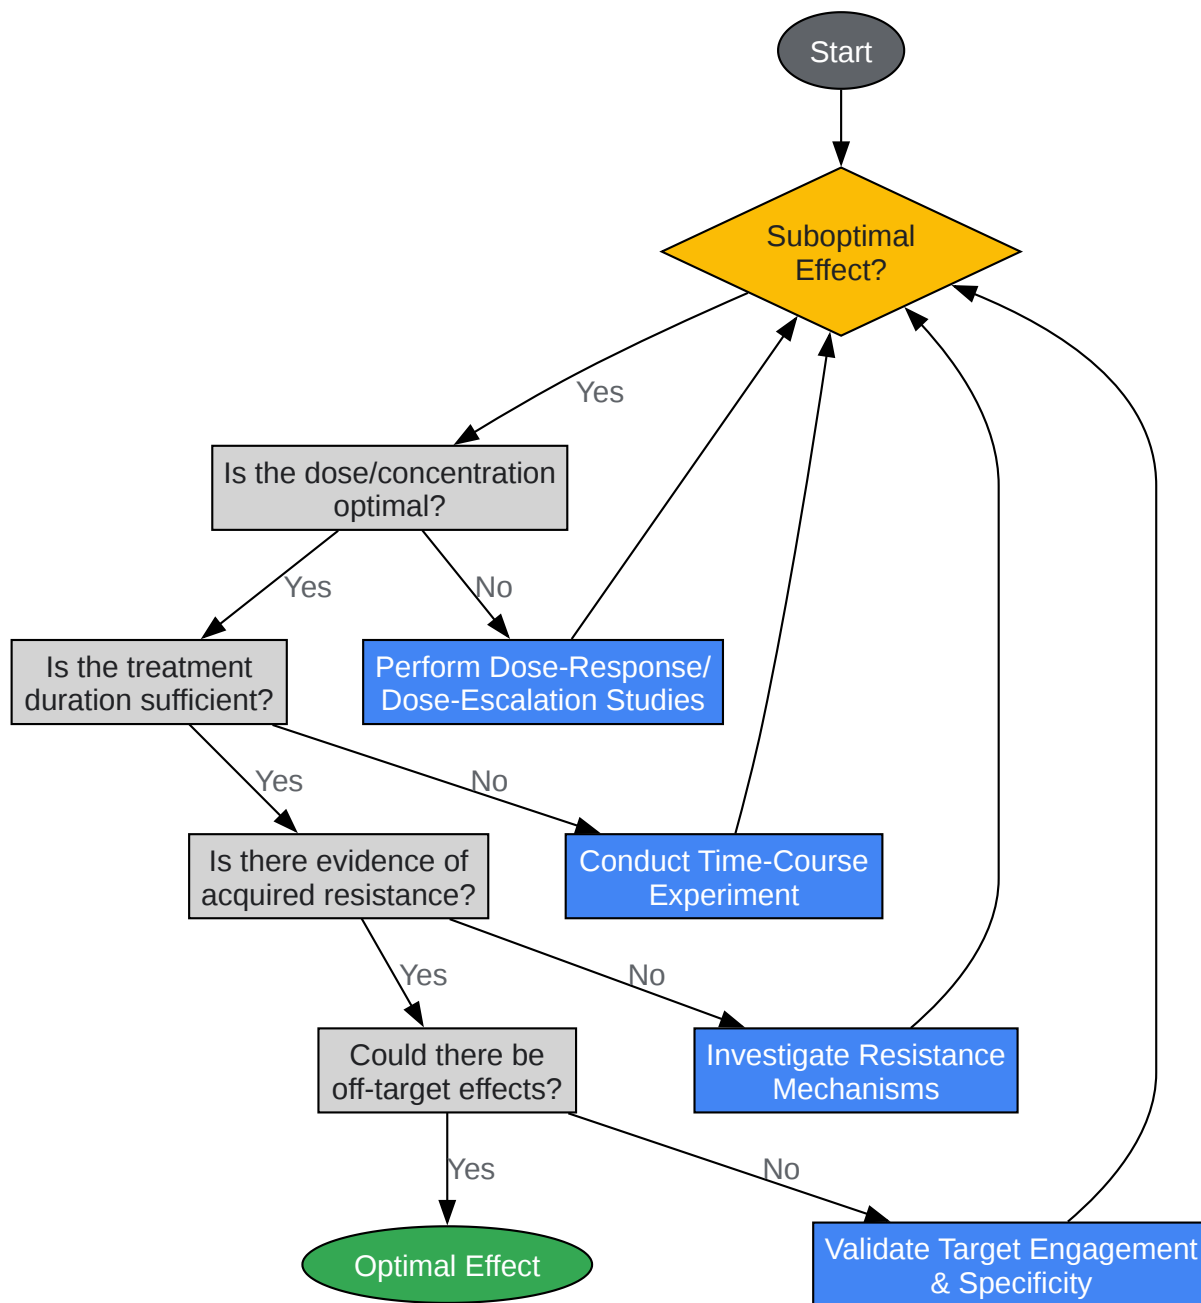 Start
Suboptimal
Effect?
Yes
Is the dose/concentration
optimal?
Yes
No
Is the treatment
duration sufficient?
Perform Dose-Response/
Dose-Escalation Studies
Yes
No
Is there evidence of
acquired resistance?
Conduct Time-Course
Experiment
Yes
No
Could there be
off-target effects?
Investigate Resistance
Mechanisms
Yes
No
Optimal Effect
Validate Target Engagement
& Specificity